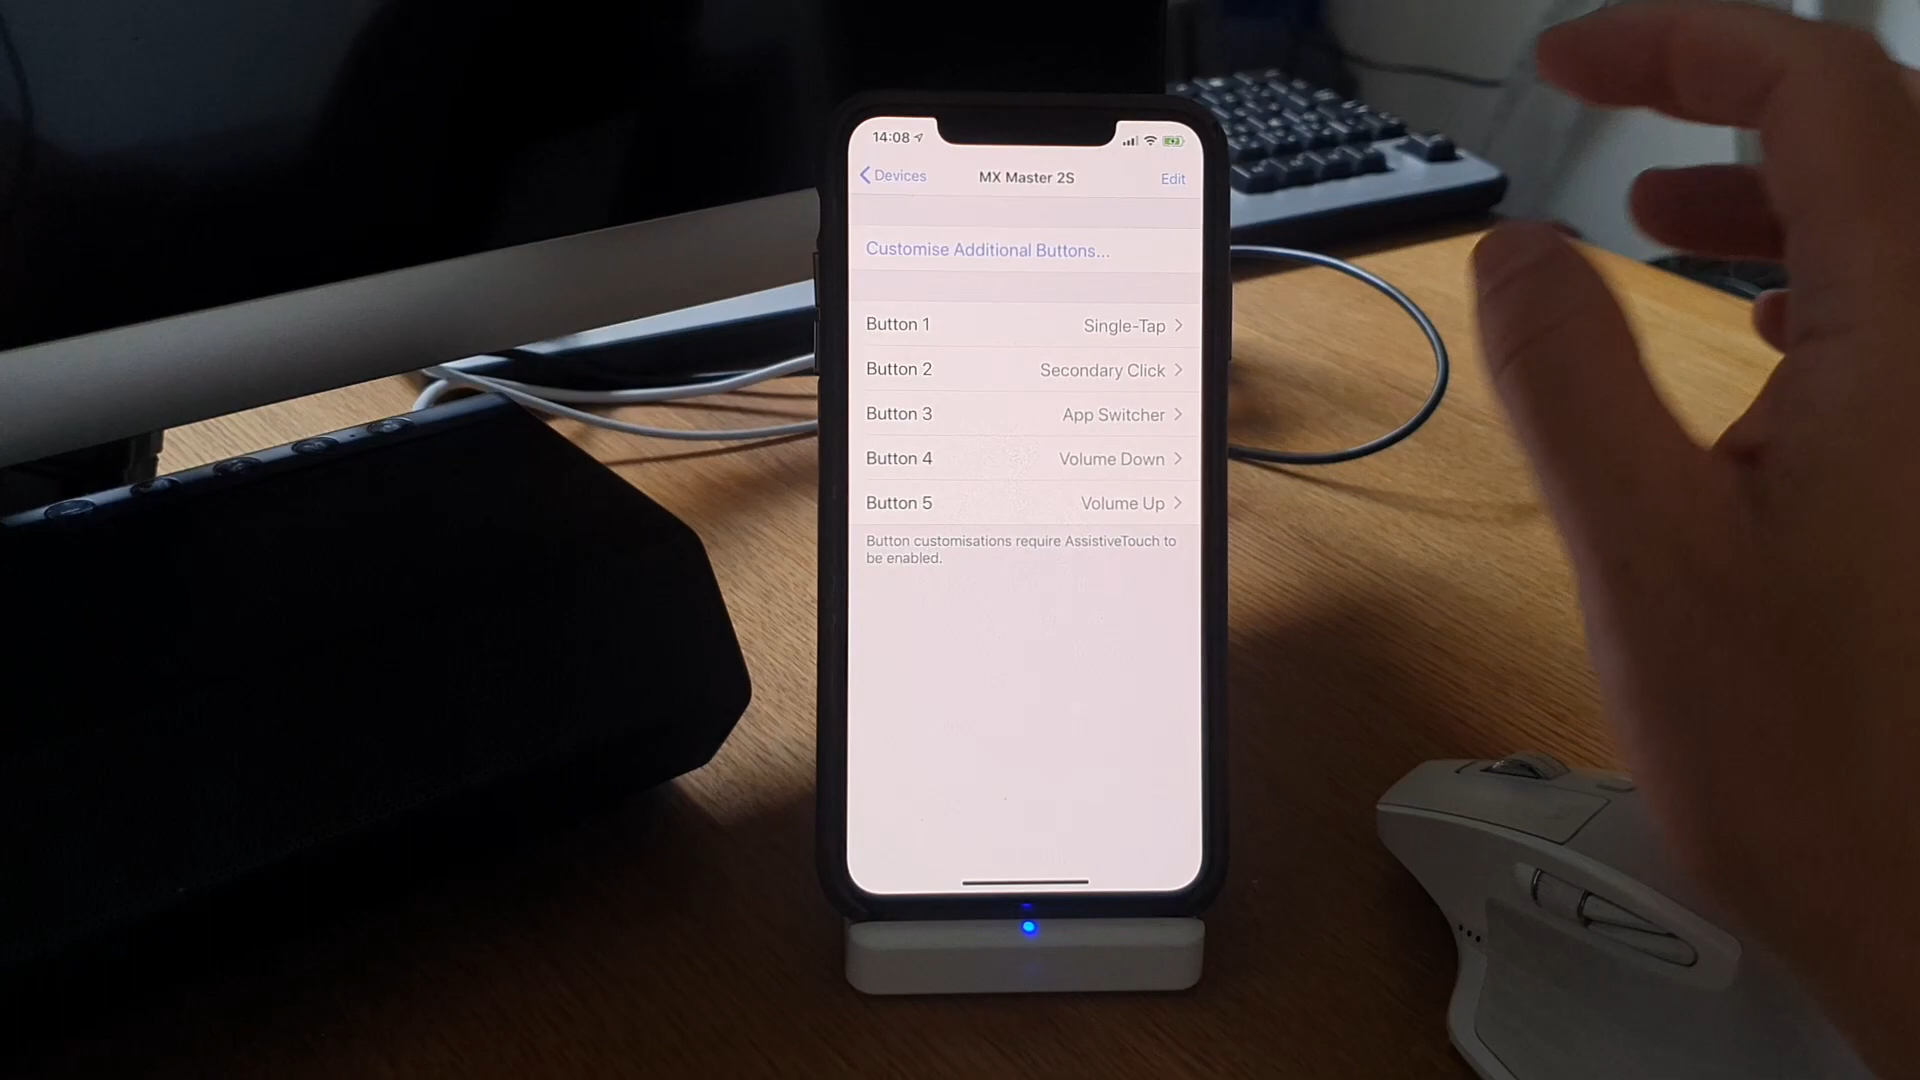 14:08
Devices
MX Master 2S
Edit
Customise Additional Buttons...
Button 1 Single-Tap
Button 2 Secondary Click
Button 3 App Switcher
Button 4 Volume Down
Button 5 Volume Up
Button customisations require AssistiveTouch to
be enabled.